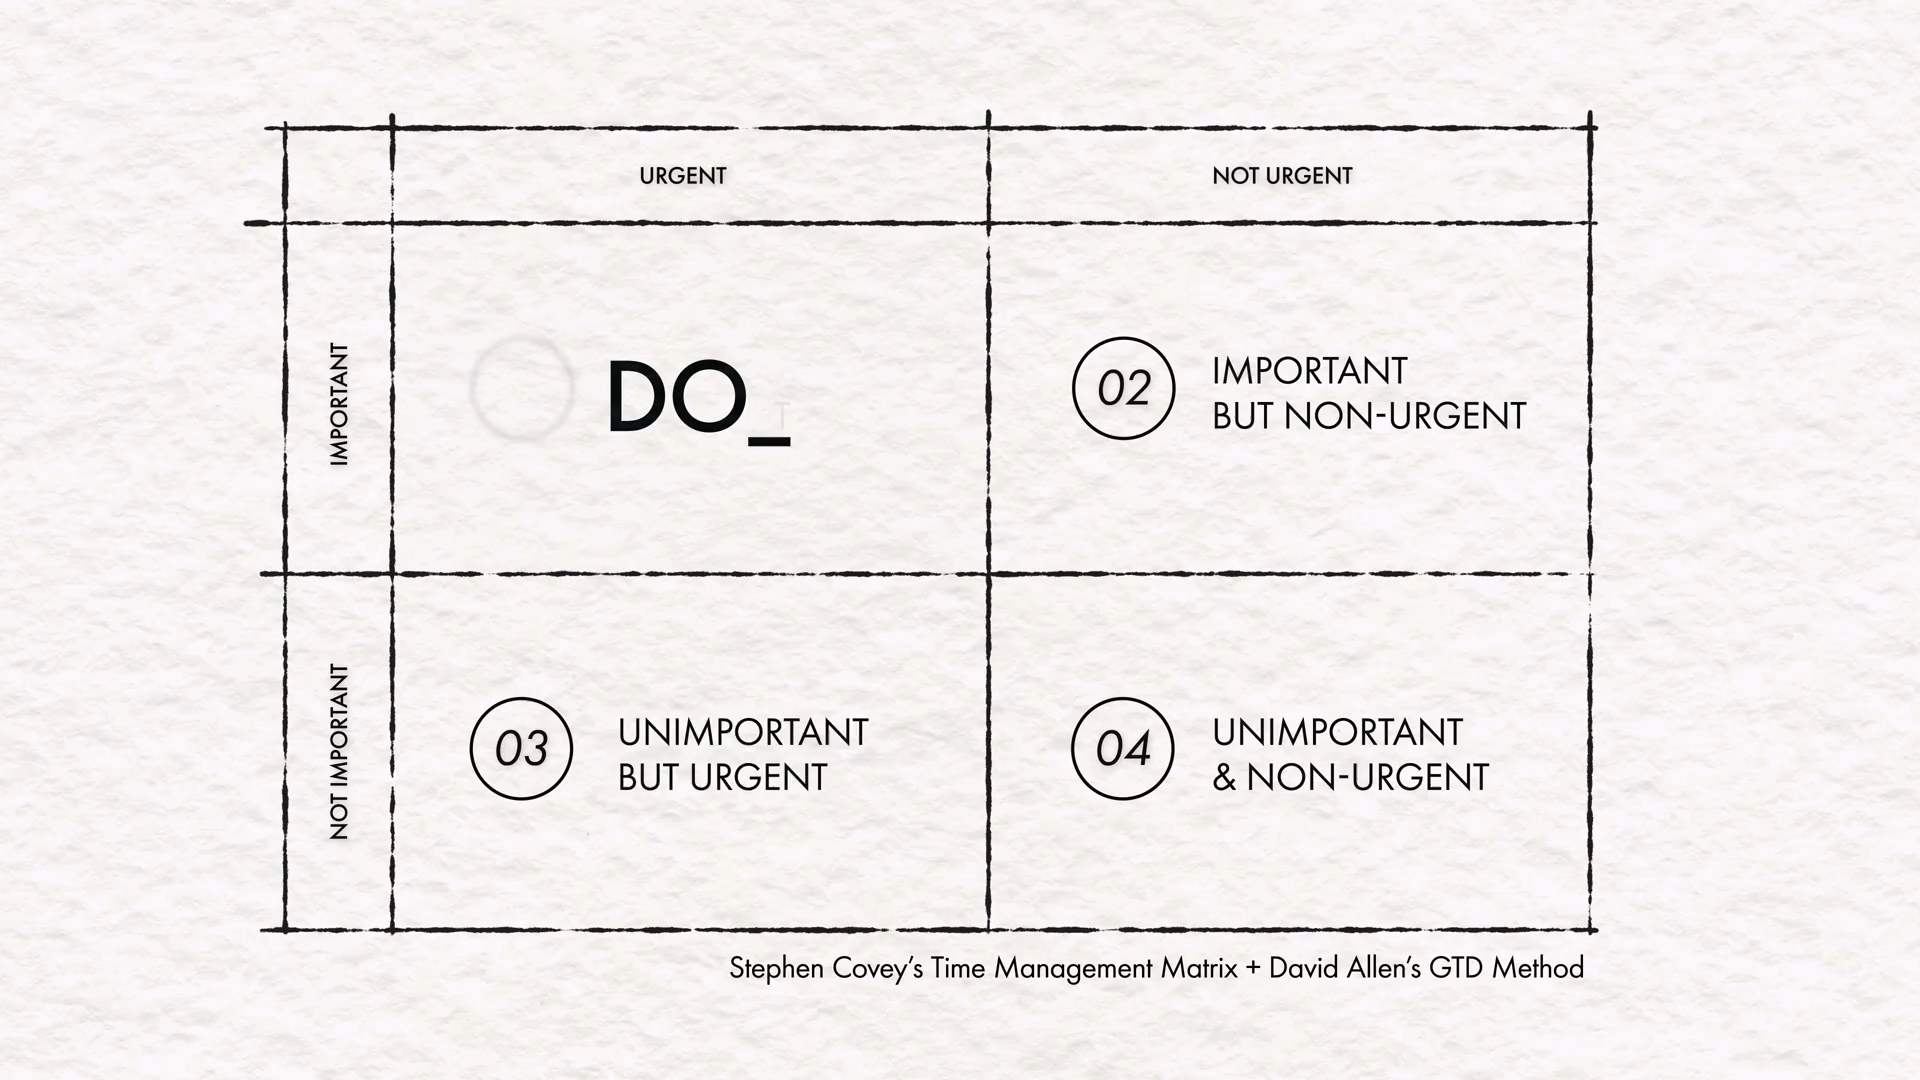 URGENT
NOT URGENT
IMPORTANT
DO_
02
IMPORTANT
BUT NON-URGENT
NOT IMPORTANT
03
UNIMPORTANT
BUT URGENT
04
UNIMPORTANT
& NON-URGENT
Stephen Covey’s Time Management Matrix + David Allen’s GTD Method